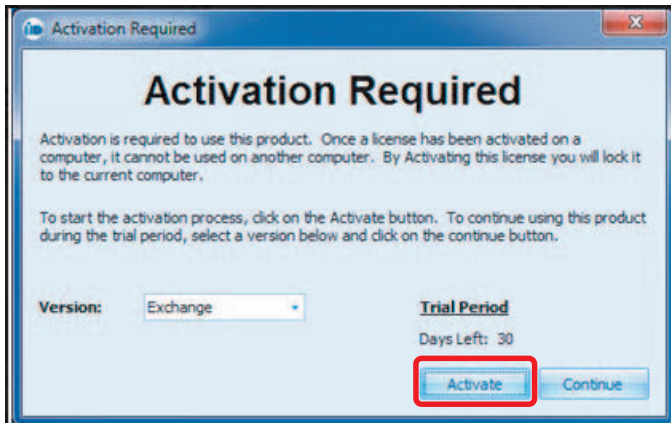 Activation Required
Activation Required
Activation is required to use this product. Once a license has been activated on a
computer, it cannot be used on another computer. By Activating this license you will lock it
to the current computer.
To start the activation process, click on the Activate button. To continue using this product
during the trial period, select a version below and click on the continue button.
Version: Exchange Trial Period
Days Left: 30
Activate Continue